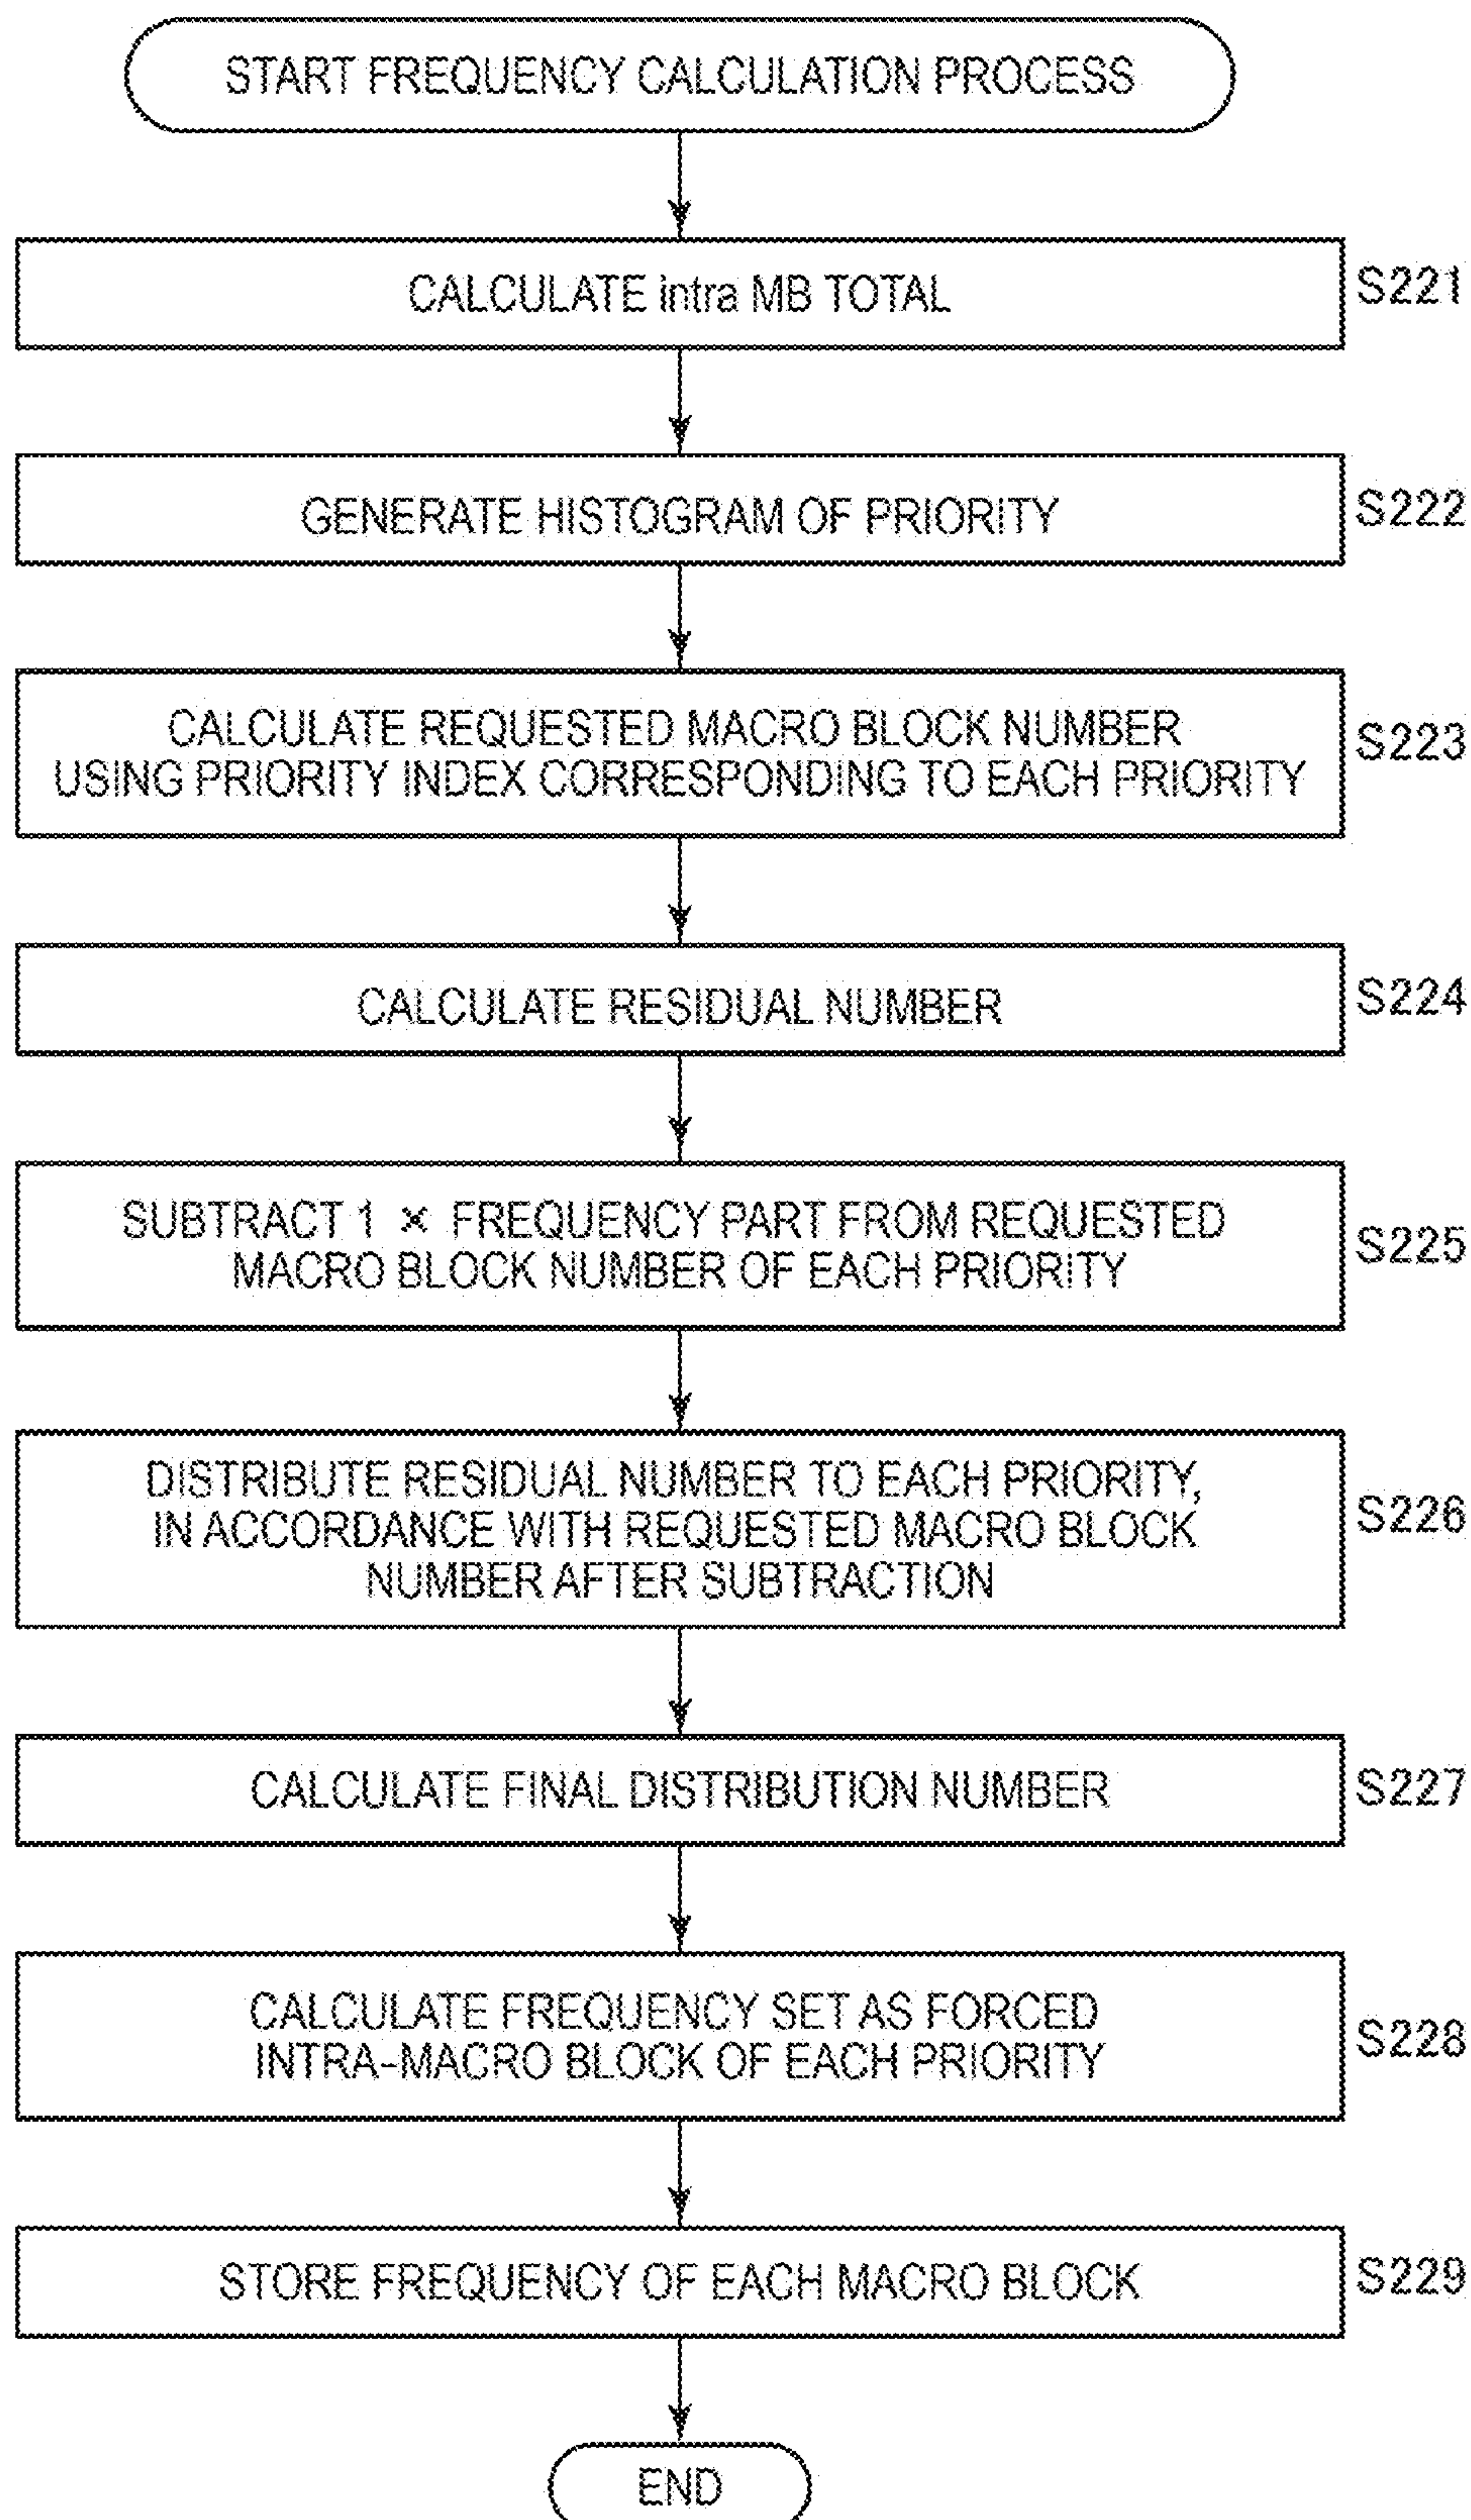 START FREQUENCY CALCULATION PROCESS
CALCULATE intra MB TOTAL
S221
GENERATE HISTOGRAM OF PRIORITY
S222
CALCULATE REQUESTED MACRO BLOCK NUMBER
USING PRIORITY INDEX CORRESPONDING TO EACH PRIORITY
S223
CALCULATE RESIDUAL NUMBER
S224
SUBTRACT 1 × FREQUENCY PART FROM REQUESTED
MACRO BLOCK NUMBER OF EACH PRIORITY
S225
DISTRIBUTE RESIDUAL NUMBER TO EACH PRIORITY,
IN ACCORDANCE WITH REQUESTED MACRO BLOCK
NUMBER AFTER SUBTRACTION
S226
CALCULATE FINAL DISTRIBUTION NUMBER
S227
CALCULATE FREQUENCY SET AS FORCED
INTRA-MACRO BLOCK OF EACH PRIORITY
S228
STORE FREQUENCY OF EACH MACRO BLOCK
S229
END